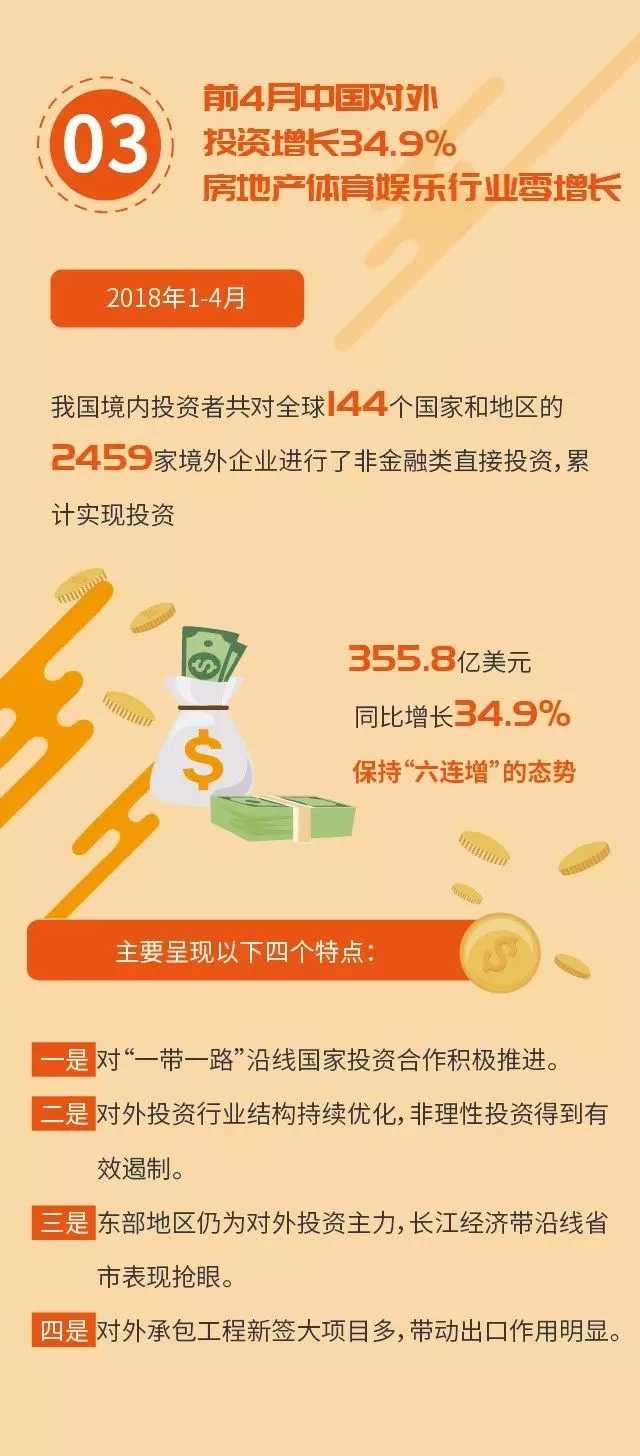 03
前4月中国对外
投资增长34.9%
房地产体育娱乐行业零增长
2018年1-4月
我国境内投资者共对全球144个国家和地区的
2459家境外企业进行了非金融类直接投资,累
计实现投资
355.8亿美元
同比增长34.9%
保持“六连增”的态势
$
$
$
主要呈现以下四个特点:
一是 对“一带一路”沿线国家投资合作积极推进。
二是 对外投资行业结构持续优化,非理性投资得到有
效遏制。
三是 东部地区仍为对外投资主力,长江经济带沿线省
市表现抢眼。
四是 对外承包工程新签大项目多,带动出口作用明显。